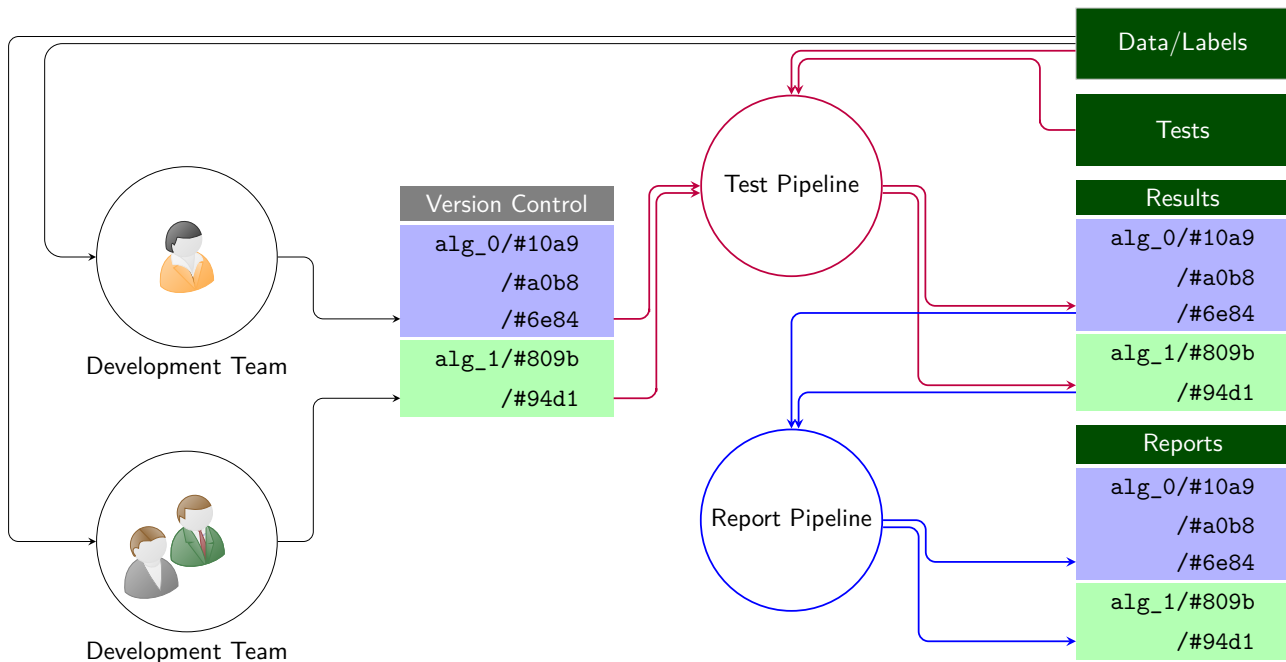 Data/Labels
Tests
Test Pipeline
Version Control
alg_0/#10a9
/#a0b8
/#6e84
alg_1/#809b
/#94d1
Development Team
Development Team
Results
alg_0/#10a9
/#a0b8
/#6e84
alg_1/#809b
/#94d1
Report Pipeline
Reports
alg_0/#10a9
/#a0b8
/#6e84
alg_1/#809b
/#94d1